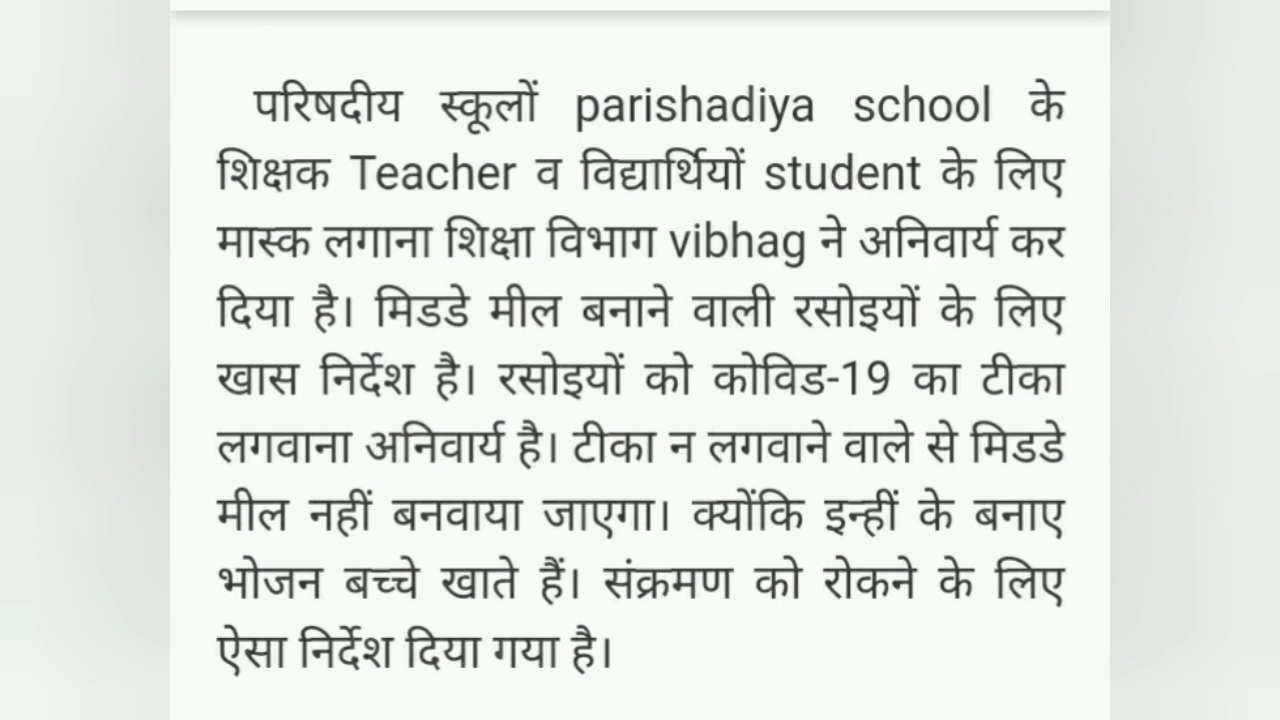 परिषदीय स्कूलों parishadiya school के
शिक्षक Teacher व विद्यार्थियों student के लिए
मास्क लगाना शिक्षा विभाग vibhag ने अनिवार्य कर
दिया है। मिडडे मील बनाने वाली रसोइयों के लिए
खास निर्देश है। रसोइयों को कोविड-19 का टीका
लगवाना अनिवार्य है। टीका न लगवाने वाले से मिडडे
मील नहीं बनवाया जाएगा। क्योंकि इन्हीं के बनाए
भोजन बच्चे खाते हैं। संक्रमण को रोकने के लिए
ऐसा निर्देश दिया गया है।